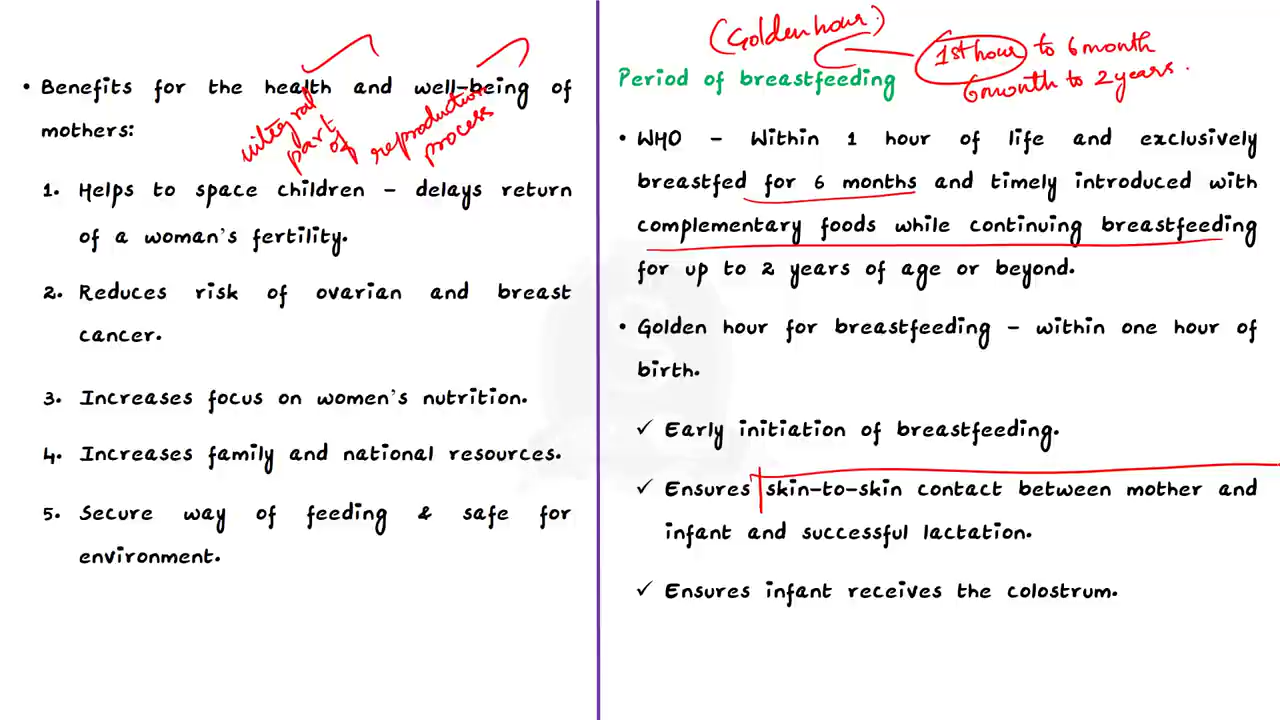 • Benefits for the health and well-being of
mothers:
integral
part
of
reproduction
process
1. Helps to space children - delays return
of a woman's fertility.
2. Reduces risk of ovarian and breast
cancer.
3. Increases focus on women's nutrition.
4. Increases family and national resources.
5. Secure way of feeding & safe for
environment.
(Golden hour)
1st hour to 6 month
6 month to 2 years.
Period of breastfeeding
• WHO - Within 1 hour of life and exclusively
breastfed for 6 months and timely introduced with
complementary foods while continuing breastfeeding
for up to 2 years of age or beyond.
• Golden hour for breastfeeding - within one hour of
birth.
✓ Early initiation of breastfeeding.
✓ Ensures skin-to-skin contact between mother and
infant and successful lactation.
✓ Ensures infant receives the colostrum.